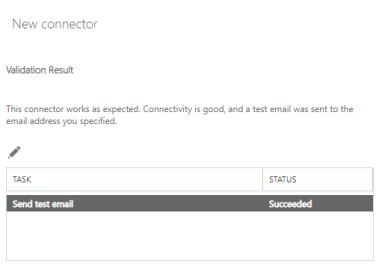 New connector
Validation Result
This connector works as expected. Connectivity is good, and a test email was sent to the
email address you specified.
TASK STATUS
Send test email Succeeded